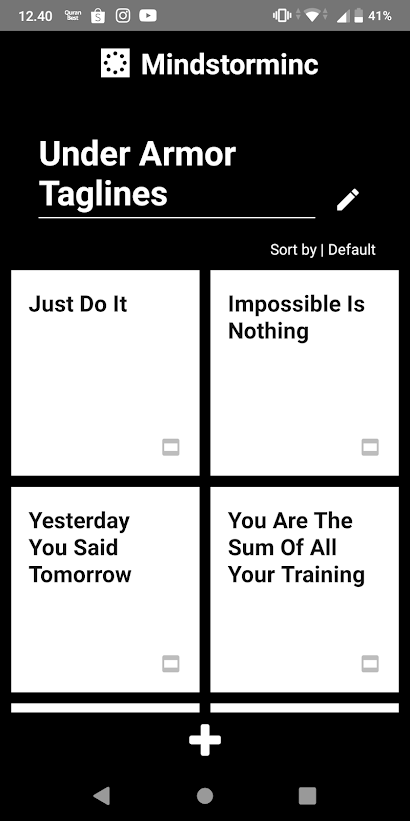 12.40 Quran Best 41%
Mindstorminc
Under Armor
Taglines
Sort by | Default
Just Do It
Impossible Is
Nothing
Yesterday
You Said
Tomorrow
You Are The
Sum Of All
Your Training